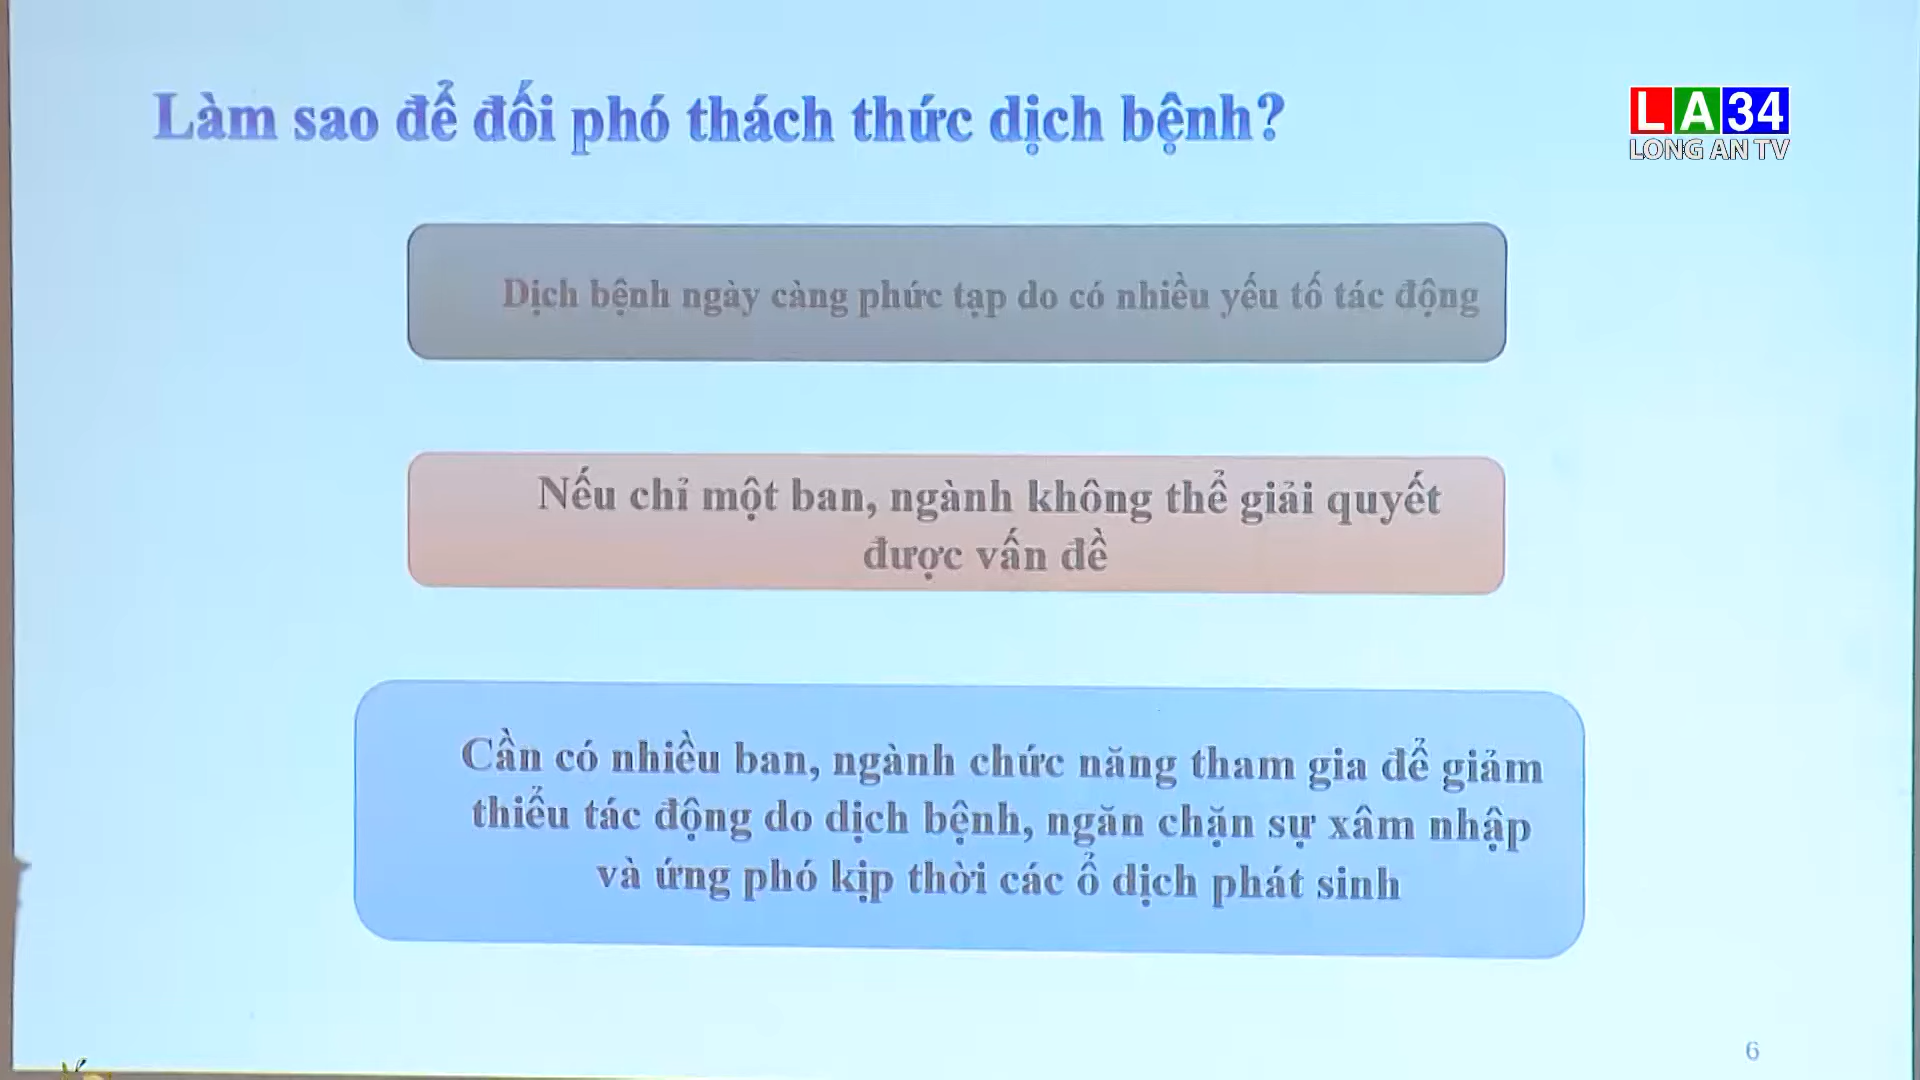 Làm sao để đối phó thách thức dịch bệnh?
LA34
LONG AN TV
Dịch bệnh ngày càng phức tạp do có nhiều yếu tố tác động
Nếu chỉ một ban, ngành không thể giải quyết
được vấn đề
Cần có nhiều ban, ngành chức năng tham gia để giảm
thiểu tác động do dịch bệnh, ngăn chặn sự xâm nhập
và ứng phó kịp thời các ổ dịch phát sinh
6